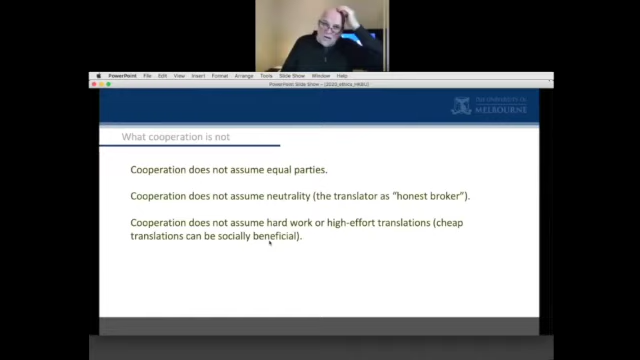 PowerPoint File Edit View Insert Format Arrange Tools Slide Show Window Help
PowerPoint Slide Show - [2020_ethics_HKBU]
THE UNIVERSITY OF
MELBOURNE
What cooperation is not
Cooperation does not assume equal parties.
Cooperation does not assume neutrality (the translator as “honest broker”).
Cooperation does not assume hard work or high-effort translations (cheap
translations can be socially beneficial).